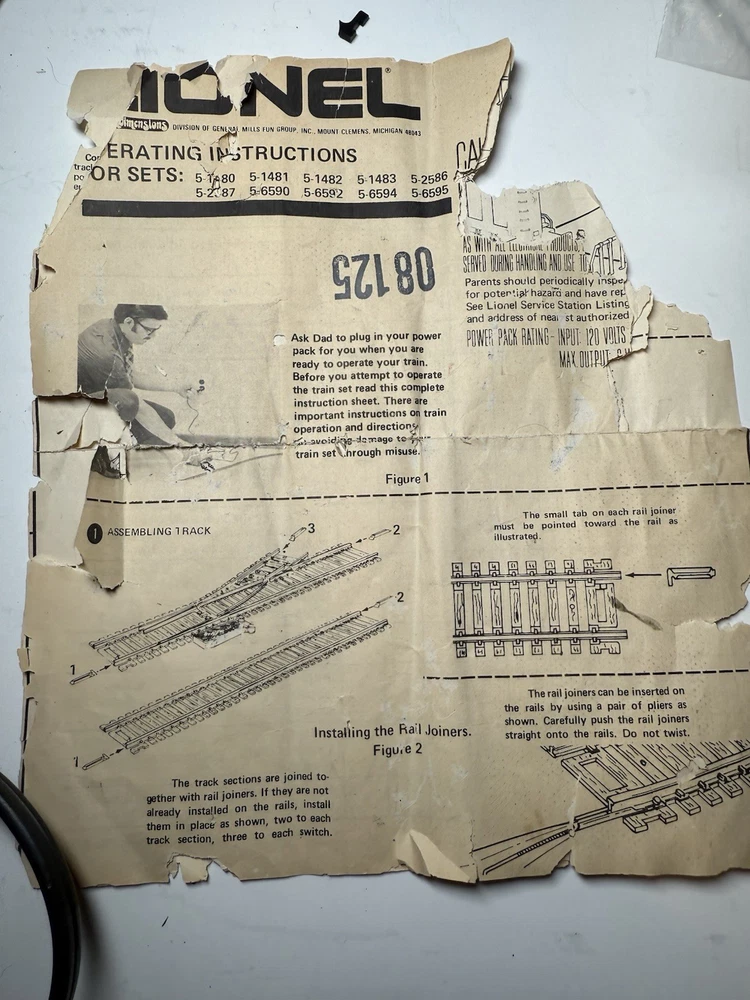 IONEL®
Dimensions DIVISION OF GENERAL MILLS FUN GROUP, INC., MOUNT CLEMENS, MICHIGAN 48043
ERATING INSTRUCTIONS
OR SETS: 5-1480 5-1481 5-1482 5-1483 5-2586
5-2587 5-6590 5-6592 5-6594 5-6595
08125
Ask Dad to plug in your power
pack for you when you are
ready to operate your train.
Before you attempt to operate
the train set read this complete
instruction sheet. There are
important instructions on train
operation and directions
for avoiding damage to your
train set through misuse.
Figure 1
AS WITH ALL ELECTRICAL PRODUCTS,
SERVED DURING HANDLING AND USE TO
Parents should periodically inspe
for potential hazard and have rep
See Lionel Service Station Listing
and address of nearest authorized
POWER PACK RATING - INPUT: 120 VOLTS
MAX OUTPUT:
1 ASSEMBLING TRACK
3
2
2
1
1
Installing the Rail Joiners.
Figure 2
The track sections are joined to-
gether with rail joiners. If they are not
already installed on the rails, install
them in place as shown, two to each
track section, three to each switch.
The small tab on each rail joiner
must be pointed toward the rail as
illustrated.
The rail joiners can be inserted on
the rails by using a pair of pliers as
shown. Carefully push the rail joiners
straight onto the rails. Do not twist.